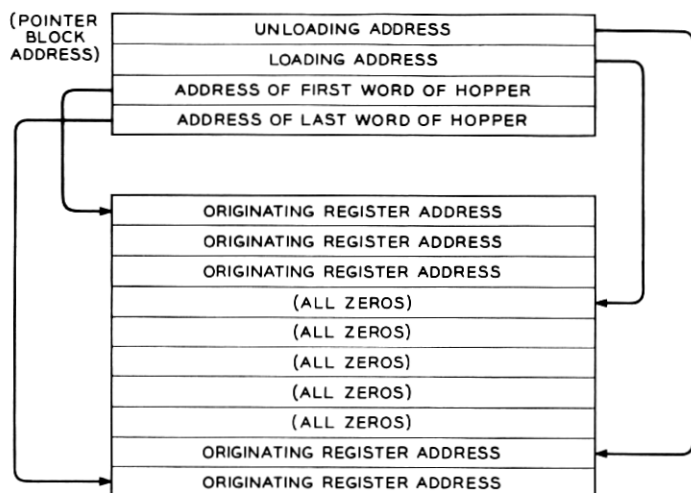 (POINTER
BLOCK
ADDRESS)
UNLOADING ADDRESS
LOADING ADDRESS
ADDRESS OF FIRST WORD OF HOPPER
ADDRESS OF LAST WORD OF HOPPER
ORIGINATING REGISTER ADDRESS
ORIGINATING REGISTER ADDRESS
ORIGINATING REGISTER ADDRESS
(ALL ZEROS)
(ALL ZEROS)
(ALL ZEROS)
(ALL ZEROS)
(ALL ZEROS)
ORIGINATING REGISTER ADDRESS
ORIGINATING REGISTER ADDRESS